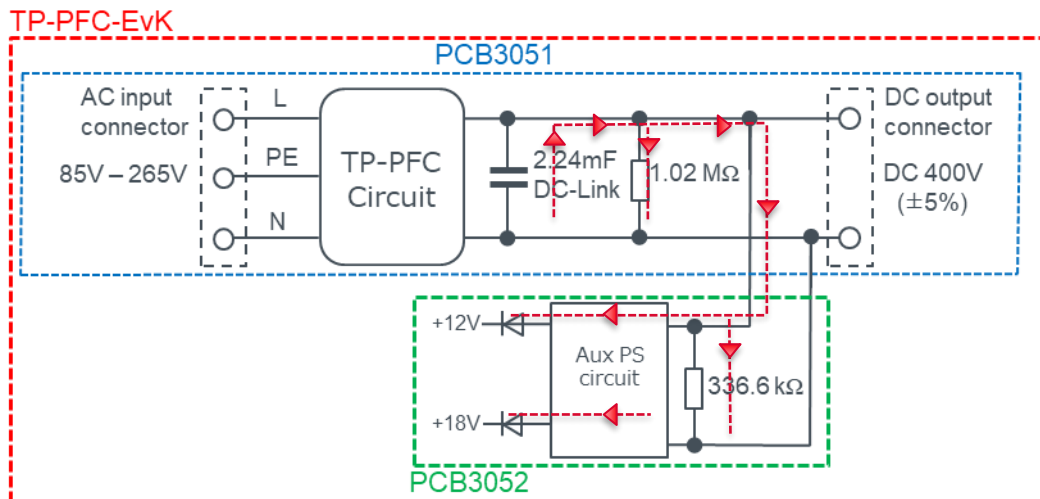 TP-PFC-EvK
PCB3051
AC input
connector
85V – 265V
L
PE
N
TP-PFC
Circuit
2.24mF
DC-Link
1.02 MΩ
DC output
connector
DC 400V
(±5%)
+12V
+18V
Aux PS
circuit
336.6 kΩ
PCB3052